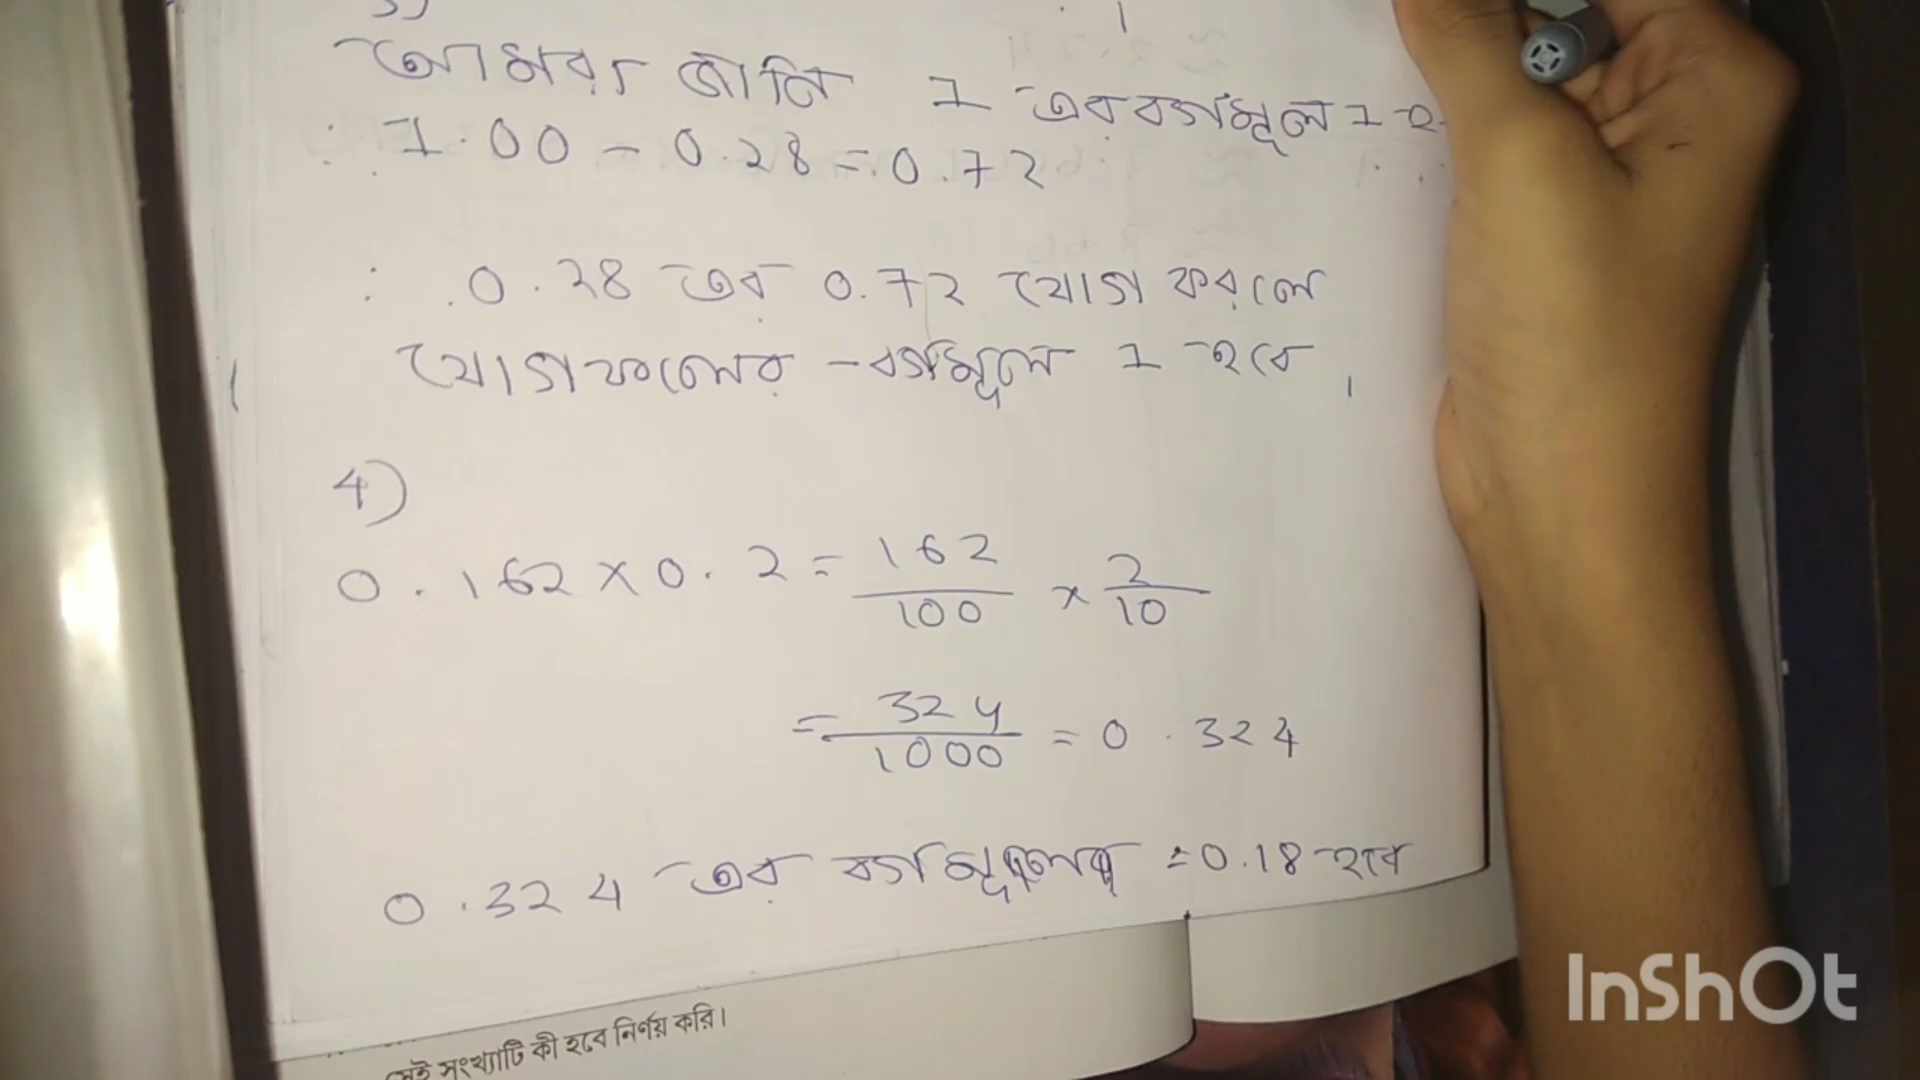 3)
আমরা জানি 1 এর বর্গমূল 1 হ
1.00 - 0.28 = 0.72
0.28 এর 0.72 যোগ করলে
যোগফলের বর্গমূল 1 হবে।
4)
0.162 × 0.2 = 162/100 × 2/10
= 324/1000 = 0.324
0.324 এর বর্গমূলের = 0.18 হবে
সেই সংখ্যাটি কী হবে নির্ণয় করি।
InShOt